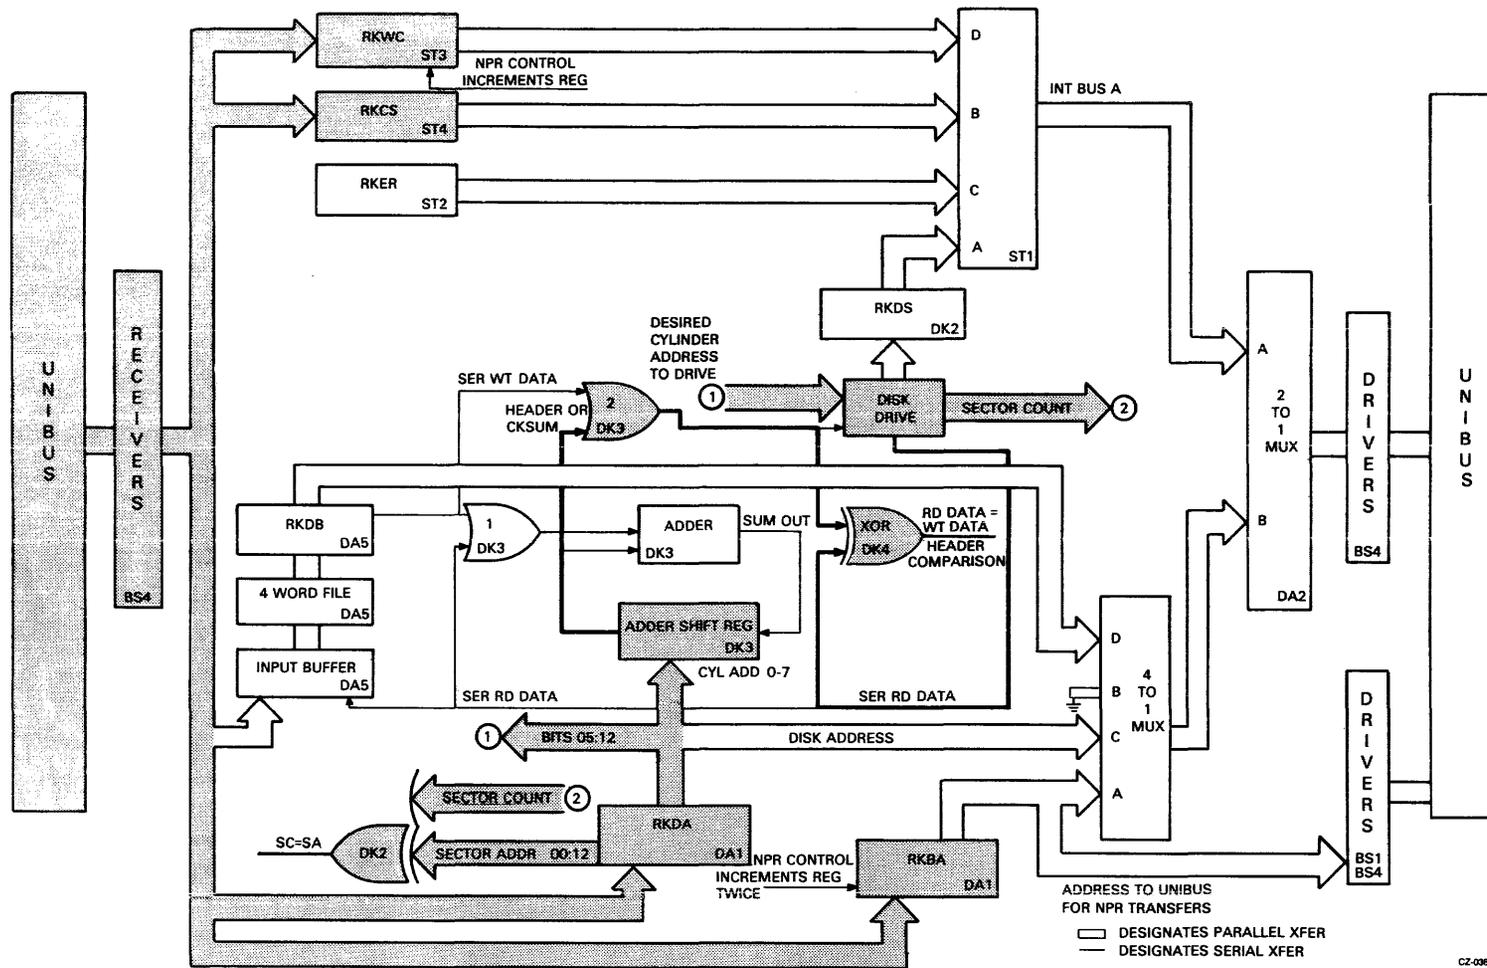 RKWC
ST3
NPR CONTROL
INCREMENTS REG
RKCS
ST4
RKER
ST2
D
B
C
A
ST1
INT BUS A
UNIBUS
RECEIVERS
BS4
RKDS
DK2
DESIRED
CYLINDER
ADDRESS
TO DRIVE
1
DISK
DRIVE
SECTOR COUNT
2
SER WT DATA
HEADER OR
CKSUM
2
DK3
A
B
2
TO
1
MUX
DA2
DRIVERS
BS4
UNIBUS
RKDB
DA5
1
DK3
ADDER
DK3
SUM OUT
XOR
DK4
RD DATA =
WT DATA
HEADER
COMPARISON
4 WORD FILE
DA5
INPUT BUFFER
DA5
ADDER SHIFT REG
DK3
CYL ADD 0-7
SER RD DATA
SER RD DATA
D
B
C
A
4
TO
1
MUX
1
BITS 05:12
DISK ADDRESS
SECTOR COUNT
2
SC=SA
DK2
SECTOR ADDR 00:12
RKDA
DA1
NPR CONTROL
INCREMENTS REG
TWICE
RKBA
DA1
DRIVERS
BS1
BS4
ADDRESS TO UNIBUS
FOR NPR TRANSFERS
DESIGNATES PARALLEL XFER
DESIGNATES SERIAL XFER